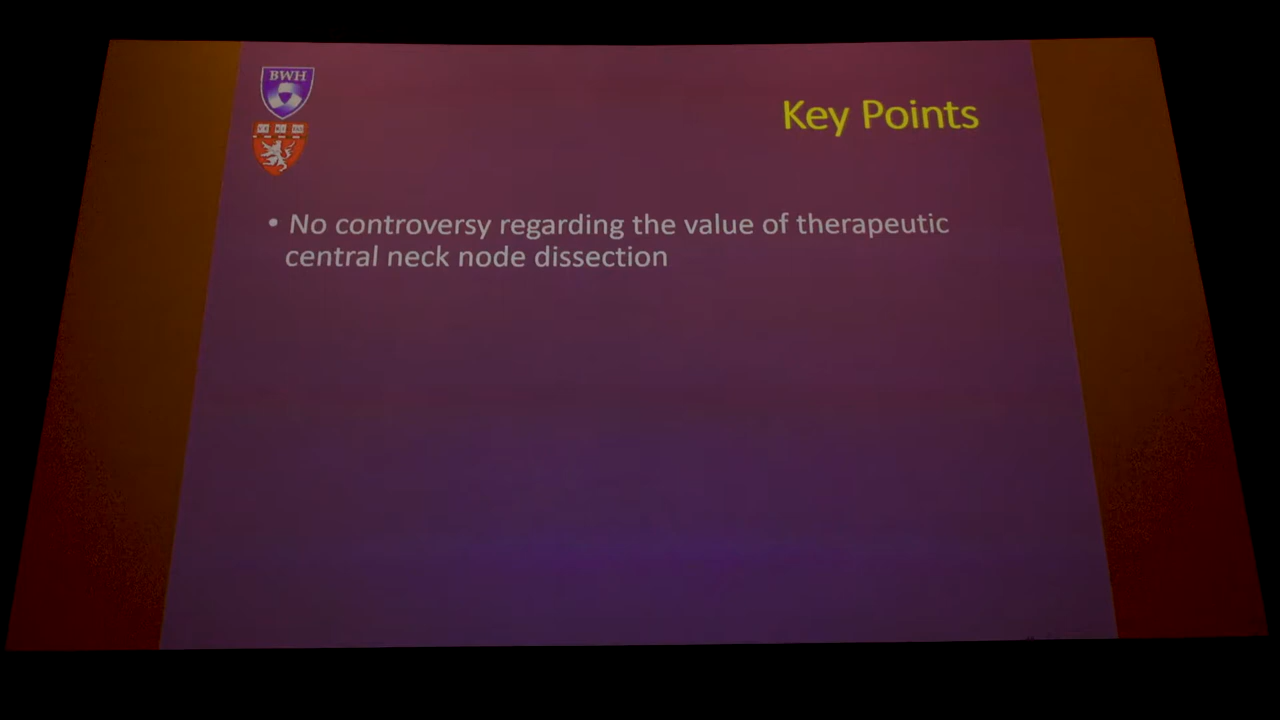 BWH
Key Points
• No controversy regarding the value of therapeutic
central neck node dissection